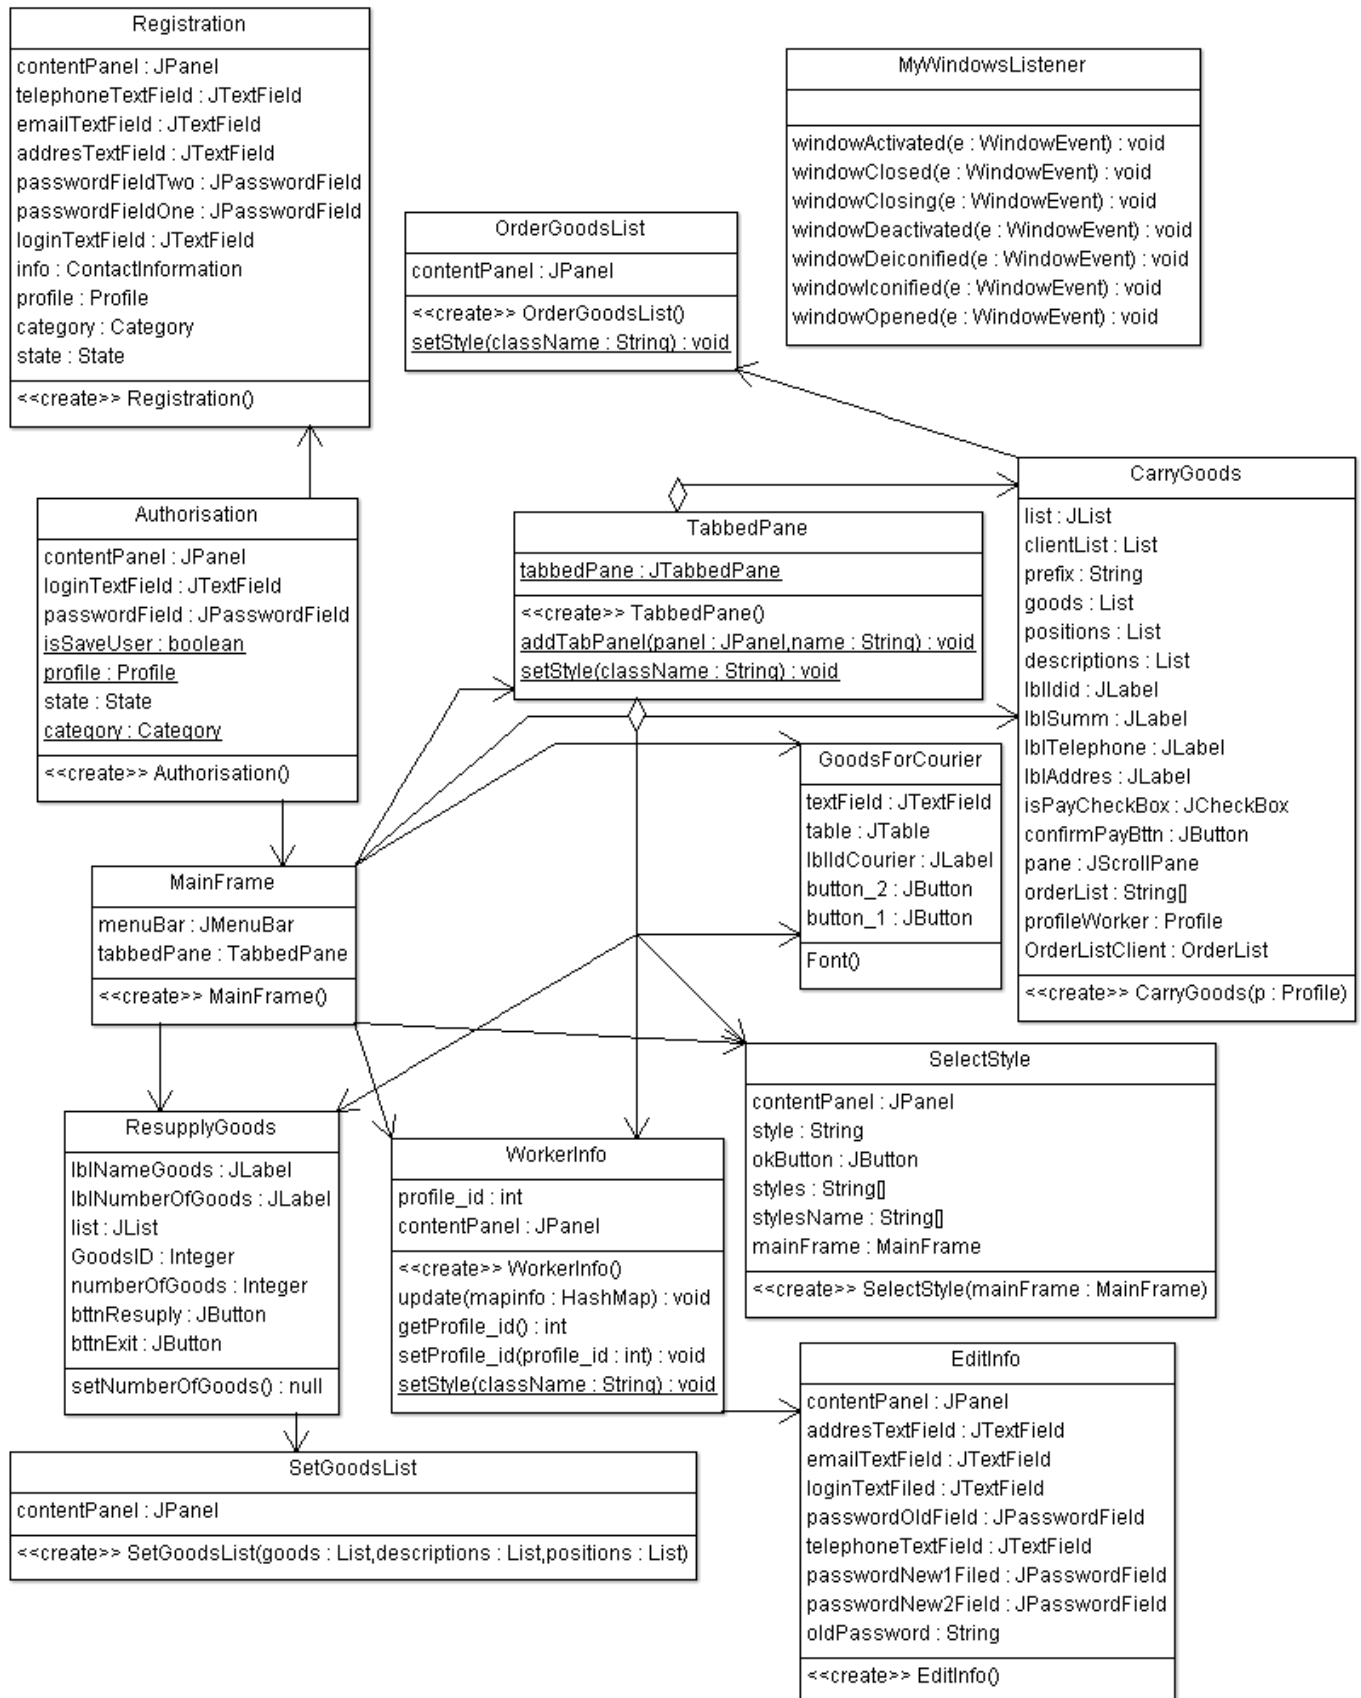 Registration
contentPanel : JPanel
telephoneTextField : JTextField
emailTextField : JTextField
addresTextField : JTextField
passwordFieldTwo : JPasswordField
passwordFieldOne : JPasswordField
loginTextField : JTextField
info : ContactInformation
profile : Profile
category : Category
state : State
<<create>> Registration()
MyWindowsListener
windowActivated(e : WindowEvent) : void
windowClosed(e : WindowEvent) : void
windowClosing(e : WindowEvent) : void
windowDeactivated(e : WindowEvent) : void
windowDeiconified(e : WindowEvent) : void
windowIconified(e : WindowEvent) : void
windowOpened(e : WindowEvent) : void
OrderGoodsList
contentPanel : JPanel
<<create>> OrderGoodsList()
setStyle(className : String) : void
Authorisation
contentPanel : JPanel
loginTextField : JTextField
passwordField : JPasswordField
isSaveUser : boolean
profile : Profile
state : State
category : Category
<<create>> Authorisation()
TabbedPane
tabbedPane : JTabbedPane
<<create>> TabbedPane()
addTabPanel(panel : JPanel,name : String) : void
setStyle(className : String) : void
CarryGoods
list : JList
clientList : List
prefix : String
goods : List
positions : List
descriptions : List
lblIdid : JLabel
lblSumm : JLabel
lblTelephone : JLabel
lblAddres : JLabel
isPayCheckBox : JCheckBox
confirmPayBttn : JButton
pane : JScrollPane
orderList : String[]
profileWorker : Profile
OrderListClient : OrderList
<<create>> CarryGoods(p : Profile)
GoodsForCourier
textField : JTextField
table : JTable
lblIdCourier : JLabel
button_2 : JButton
button_1 : JButton
Font()
MainFrame
menuBar : JMenuBar
tabbedPane : TabbedPane
<<create>> MainFrame()
SelectStyle
contentPanel : JPanel
style : String
okButton : JButton
styles : String[]
stylesName : String[]
mainFrame : MainFrame
<<create>> SelectStyle(mainFrame : MainFrame)
ResupplyGoods
lblNameGoods : JLabel
lblNumberOfGoods : JLabel
list : JList
GoodsID : Integer
numberOfGoods : Integer
bttnResuply : JButton
bttnExit : JButton
setNumberOfGoods() : null
WorkerInfo
profile_id : int
contentPanel : JPanel
<<create>> WorkerInfo()
update(mapinfo : HashMap) : void
getProfile_id() : int
setProfile_id(profile_id : int) : void
setStyle(className : String) : void
EditInfo
contentPanel : JPanel
addresTextField : JTextField
emailTextField : JTextField
loginTextFiled : JTextField
passwordOldField : JPasswordField
telephoneTextField : JTextField
passwordNew1Filed : JPasswordField
passwordNew2Field : JPasswordField
oldPassword : String
<<create>> EditInfo()
SetGoodsList
contentPanel : JPanel
<<create>> SetGoodsList(goods : List,descriptions : List,positions : List)